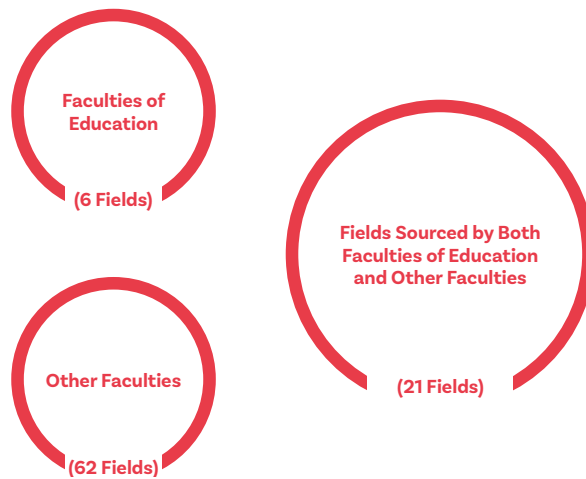 Faculties of
Education
(6 Fields)
Fields Sourced by Both
Faculties of Education
and Other Faculties
(21 Fields)
Other Faculties
(62 Fields)